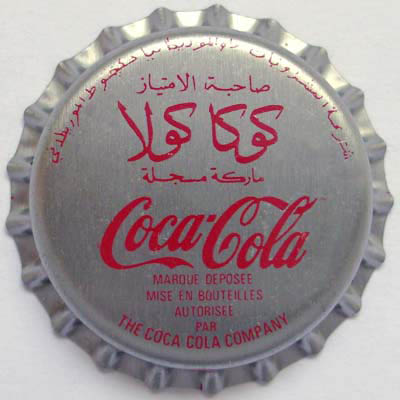 صاحبة الامتياز
كوكا كولا
ماركة مسجلة
Coca-Cola
MARQUE DEPOSEE
MISE EN BOUTEILLES
AUTORISEE
PAR
THE COCA COLA COMPANY